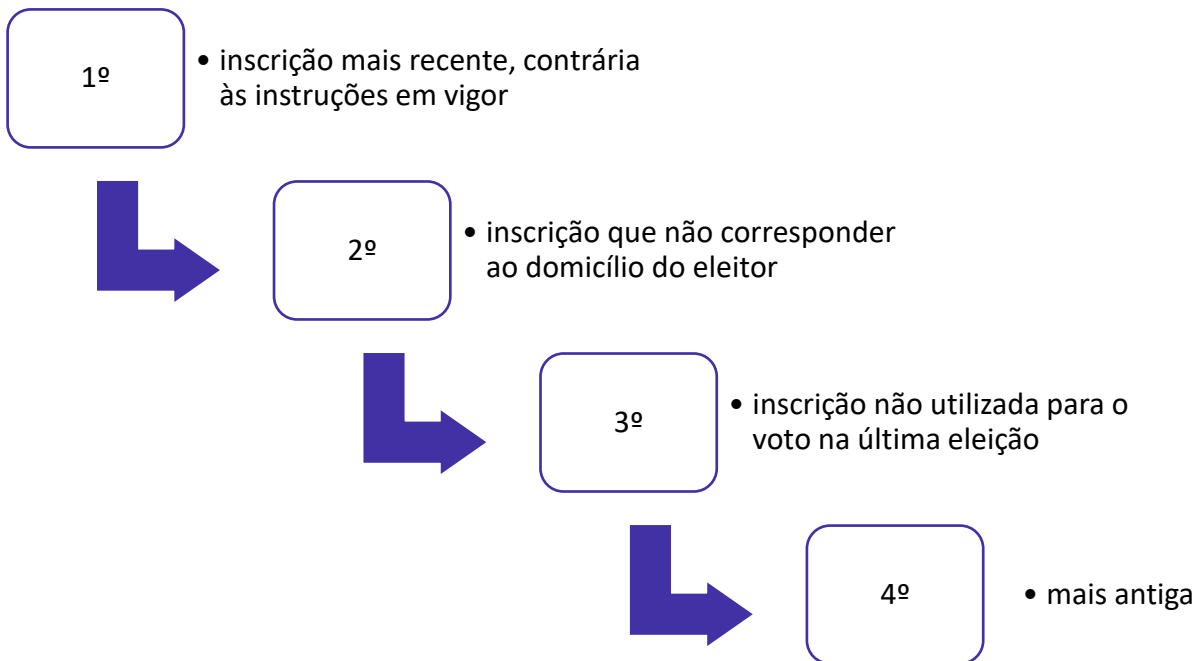 1º
• inscrição mais recente, contrária
às instruções em vigor
2º
• inscrição que não corresponder
ao domicílio do eleitor
3º
• inscrição não utilizada para o
voto na última eleição
4º
• mais antiga